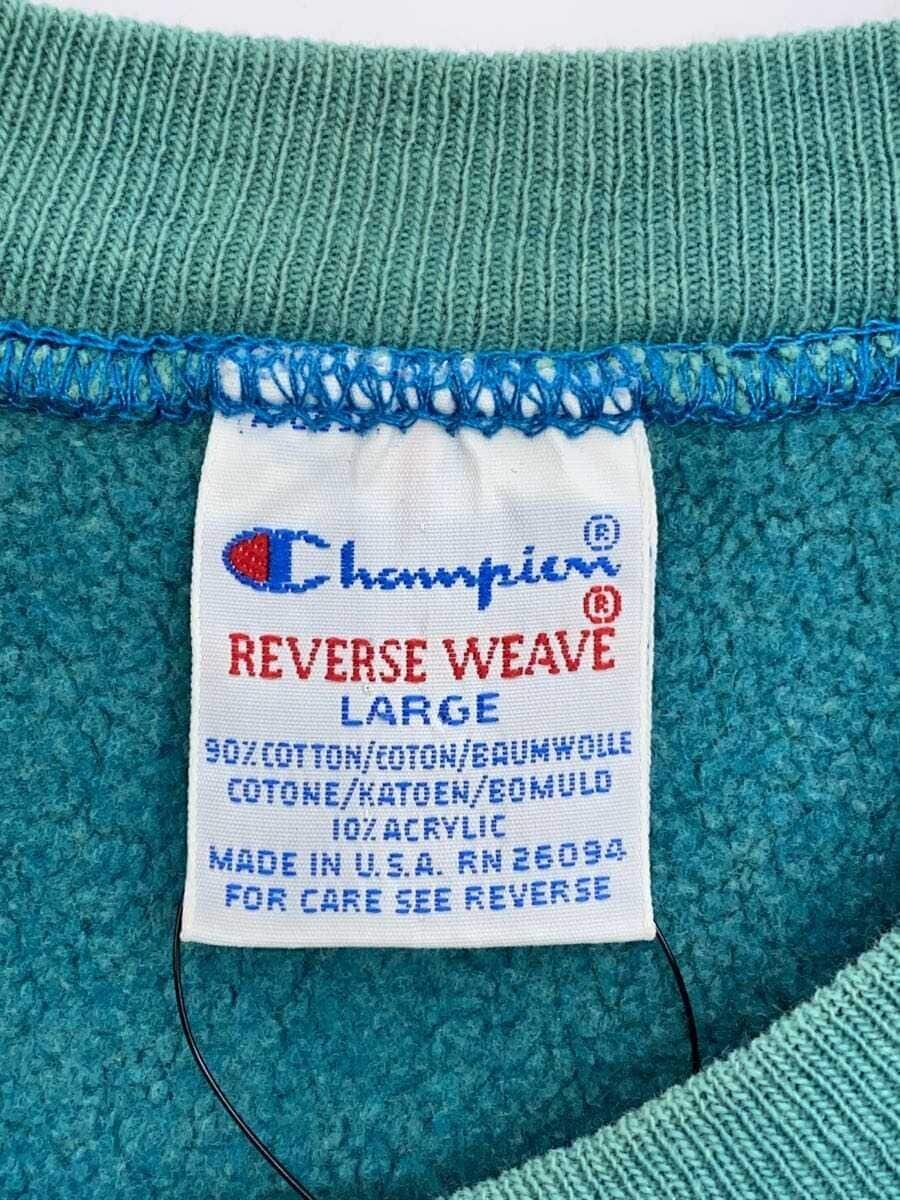 Champion®
REVERSE WEAVE®
LARGE
90% COTTON/COTON/BAUMWOLLE
COTONE/KATOEN/BOMULD
10% ACRYLIC
MADE IN U.S.A. RN 26094
FOR CARE SEE REVERSE